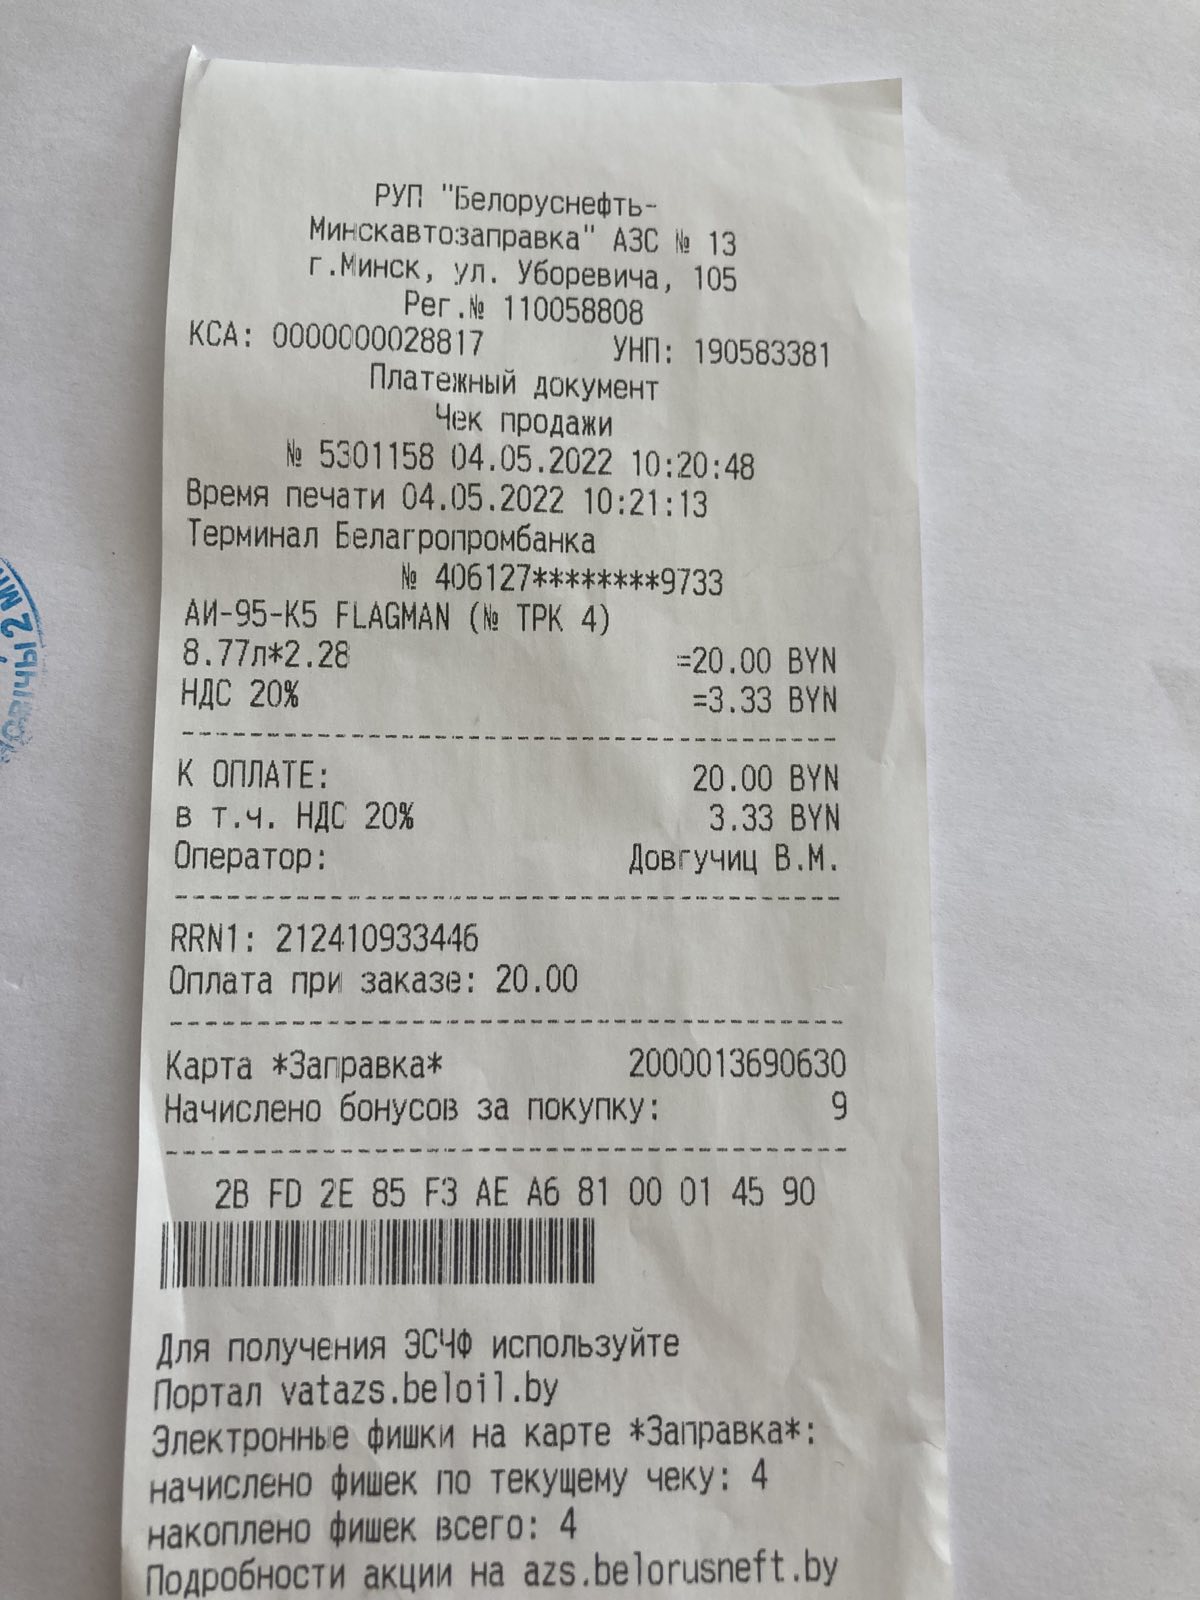 РУП "Белоруснефть-
Минскавтозаправка" АЗС № 13
г.Минск, ул. Уборевича, 105
Рег.№ 110058808
КСА: 0000000028817 УНП: 190583381
Платежный документ
Чек продажи
№ 5301158 04.05.2022 10:20:48
Время печати 04.05.2022 10:21:13
Терминал Белагропромбанка
№ 406127********9733
АИ-95-К5 FLAGMAN (№ ТРК 4)
8.77л*2.28 =20.00 BYN
НДС 20% =3.33 BYN
К ОПЛАТЕ: 20.00 BYN
в т.ч. НДС 20% 3.33 BYN
Оператор: Довгучиц В.М.
RRN1: 212410933446
Оплата при заказе: 20.00
Карта *Заправка* 2000013690630
Начислено бонусов за покупку: 9
2B FD 2E 85 F3 AE A6 81 00 01 45 90
Для получения ЭСЧФ используйте
Портал vatazs.beloil.by
Электронные фишки на карте *Заправка*:
начислено фишек по текущему чеку: 4
накоплено фишек всего: 4
Подробности акции на azs.belorusneft.by